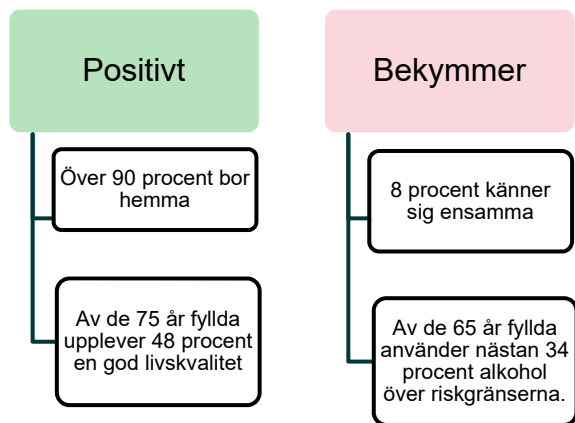 Positivt
Över 90 procent bor
hemma
Av de 75 år fyllda
upplever 48 procent
en god livskvalitet
Bekymmer
8 procent känner
sig ensamma
Av de 65 år fyllda
använder nästan 34
procent alkohol
över riskgränserna.